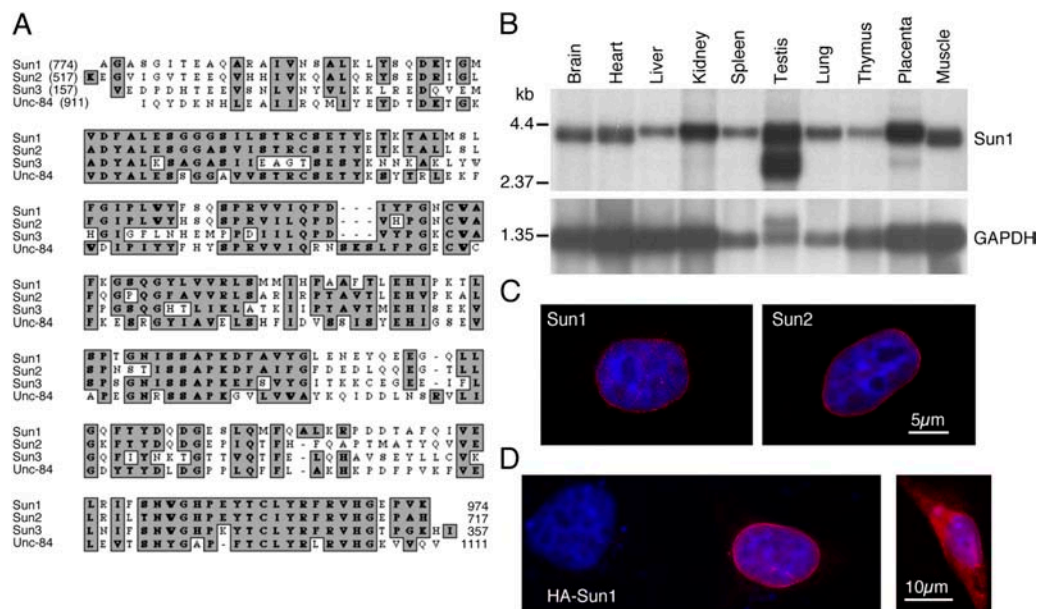 A
Sun1 (774) A G A S G I T E A Q A R A I V N S A L K L Y S Q D K T G M
Sun2 (517) K E G V I G V T E E Q V H H I V K Q A L Q R Y S E D R I G L
Sun3 (157) V E D P D H T E E V S N L I V N Y V L K K L R E D Q V E M
Unc-84 (911) I Q Y D K N H L E A I I R Q M I Y E Y D T D K T G K
Sun1 V D F A L E S G G G S I L S T R C S E T Y E T K T A L M S L
Sun2 A D Y A L E S G G G S I L S T R C S E T Y E T K T A L L S L
Sun3 A D Y A L K S A G A S I I E A G T S E S Y K N N K A K L Y V
Unc-84 V D Y A L E S S G G A V V S T R C S E T Y K S Y T R L E K F
Sun1 F G I P L V Y F S Q S P R V V I Q P D - - - I Y P G N C V A
Sun2 F G I P L V Y H S Q S P R V V I Q P D - - - V H P G N C V A
Sun3 H G I G F L N H E M P P D I I L Q P D - - - V Y P G K C V A
Unc-84 V D I P I Y Y F H Y S P R V V I Q R N S K S L F P G E C V C
Sun1 F K G S Q G Y L V V R L S M M I H P A A F T L E H I P K T L
Sun2 F Q G P Q G F A V V R L S A R I R P T A V T L E H V P K A L
Sun3 F P G S Q G H T L I K L A T K I I P T A V T M E H I S E K V
Unc-84 F K E S R G Y I A V E L S H F I D V S S I S Y E H I G S E V
Sun1 S P T G N I S S A P K D F A V Y G L E N E Y Q E E G - Q L L
Sun2 S P N S T I S S A P K D F A I F G F D E D L Q Q E G - T L L
Sun3 S P S G N I S S A P K E F S V Y G I T K K C E G E E - I F L
Unc-84 A P E G N R S S A P K G V L V W A Y K Q I D D L N S R V L I
Sun1 G Q F T Y D Q D G E S L Q M F Q A L K R P D D T A F Q I V E
Sun2 G K F T Y D Q D G E P I Q T F H - F Q A P T M A T Y Q V V E
Sun3 G Q F I Y N K T G T T V Q T F E - L Q H A V S E Y L L C V K
Unc-84 G D Y T Y D L D G P P L Q F F L - A K H K P D F P V K F V E
Sun1 L R I F S N W G H P E Y T C L Y R F R V H G E P V K 974
Sun2 L R I L T N W G H P E Y T C I Y R F R V H G E P A H 717
Sun3 L N I F S N W G H P K Y T C L Y R F R V H G T P G K H I 357
Unc-84 L E V T S N Y G A P - F T C L Y R L R V H G K V V Q V 1111
B
Brain
Heart
Liver
Kidney
Spleen
Testis
Lung
Thymus
Placenta
Muscle
kb
4.4
Sun1
2.37
1.35
GAPDH
C
Sun1
Sun2
5µm
D
HA-Sun1
10µm